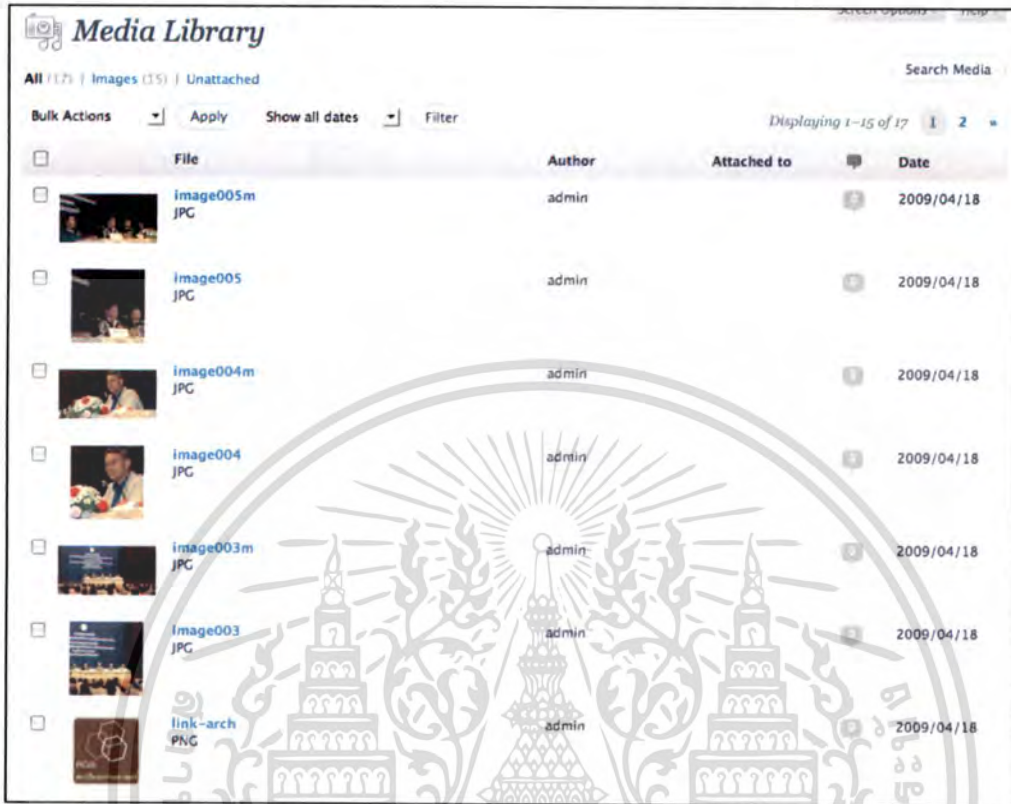 Screen Options Help
Media Library
All (17) | Images (15) | Unattached
Search Media
Bulk Actions Apply Show all dates Filter Displaying 1–15 of 17 1 2 »
File Author Attached to Date
image005m admin 2009/04/18
JPG
image005 admin 2009/04/18
JPG
image004m admin 2009/04/18
JPG
image004 admin 2009/04/18
JPG
image003m admin 2009/04/18
JPG
Image003 admin 2009/04/18
JPG
link-arch admin 2009/04/18
PNG